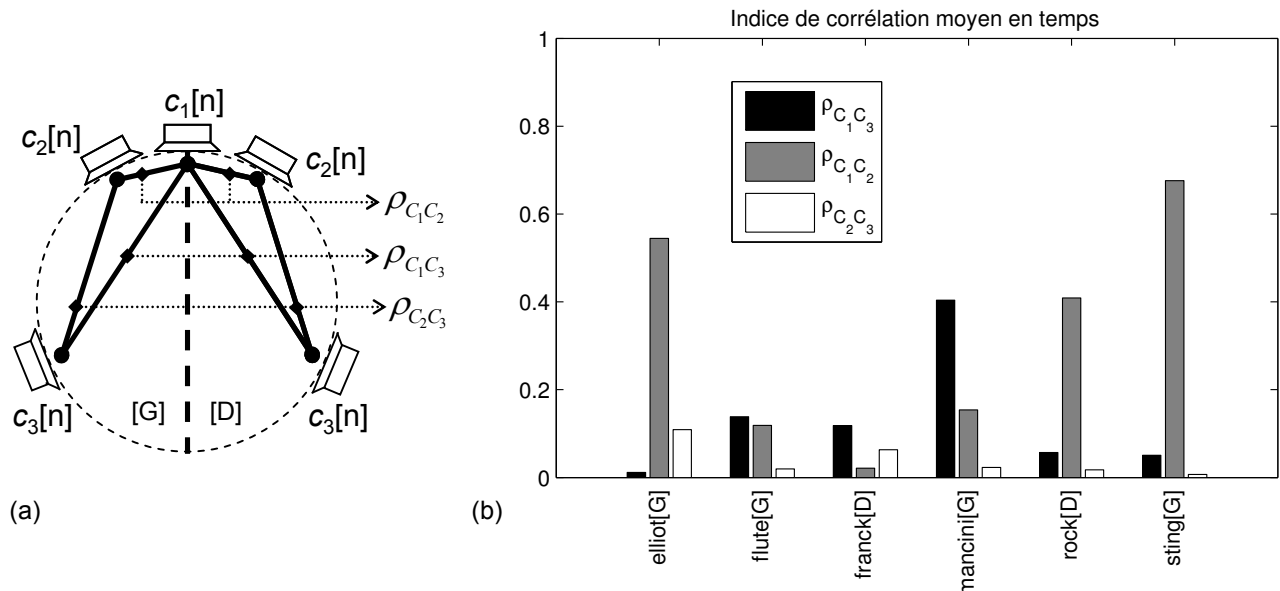 c1[n]
c2[n]
c2[n]
ρC1C2
ρC1C3
ρC2C3
c3[n]
[G]
[D]
c3[n]
(a)
Indice de corrélation moyen en temps
1
0.8
0.6
0.4
0.2
0
ρC1C3
ρC1C2
ρC2C3
elliot[G]
flute[G]
franck[D]
mancini[G]
rock[D]
sting[G]
(b)